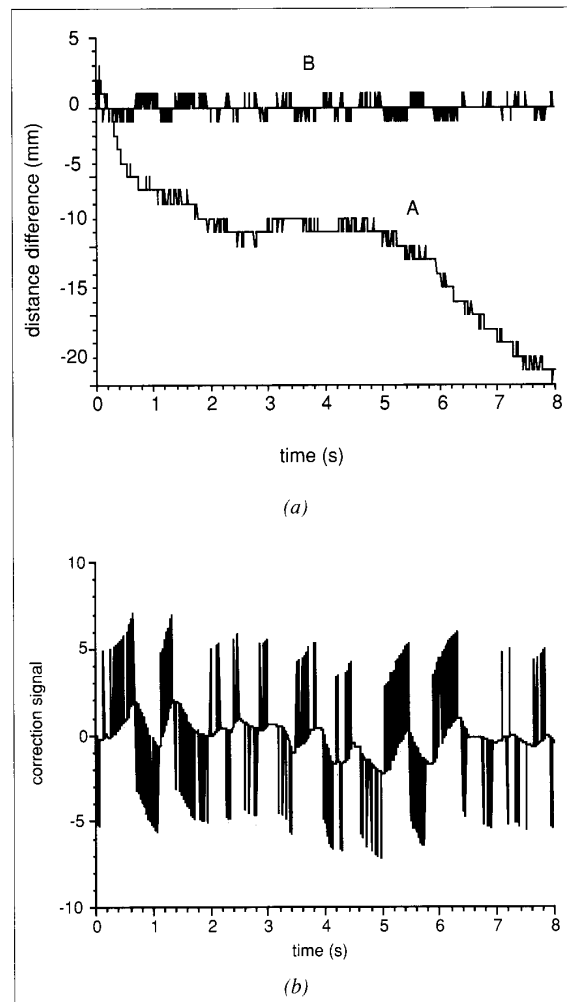 5
0
-5
-10
-15
-20
distance difference (mm)
B
A
0 1 2 3 4 5 6 7 8
time (s)
(a)
10
5
0
-5
-10
correction signal
0 1 2 3 4 5 6 7 8
time (s)
(b)